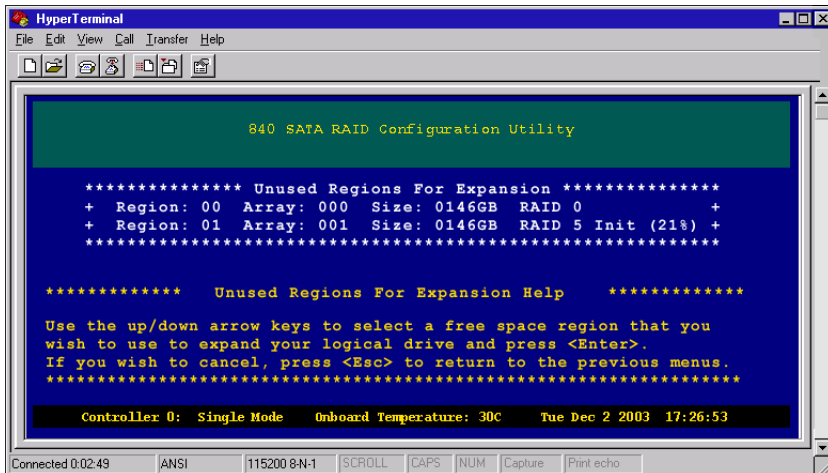 HyperTerminal
File Edit View Call Transfer Help
840 SATA RAID Configuration Utility
*************** Unused Regions For Expansion ***************
+ Region: 00 Array: 000 Size: 0146GB RAID 0 +
+ Region: 01 Array: 001 Size: 0146GB RAID 5 Init (21%) +
************************************************************
************* Unused Regions For Expansion Help *************
Use the up/down arrow keys to select a free space region that you
wish to use to expand your logical drive and press <Enter>.
If you wish to cancel, press <Esc> to return to the previous menus.
******************************************************************
Controller 0: Single Mode Onboard Temperature: 30C Tue Dec 2 2003 17:26:53
Connected 0:02:49 ANSI 115200 8-N-1 SCROLL CAPS NUM Capture Print echo